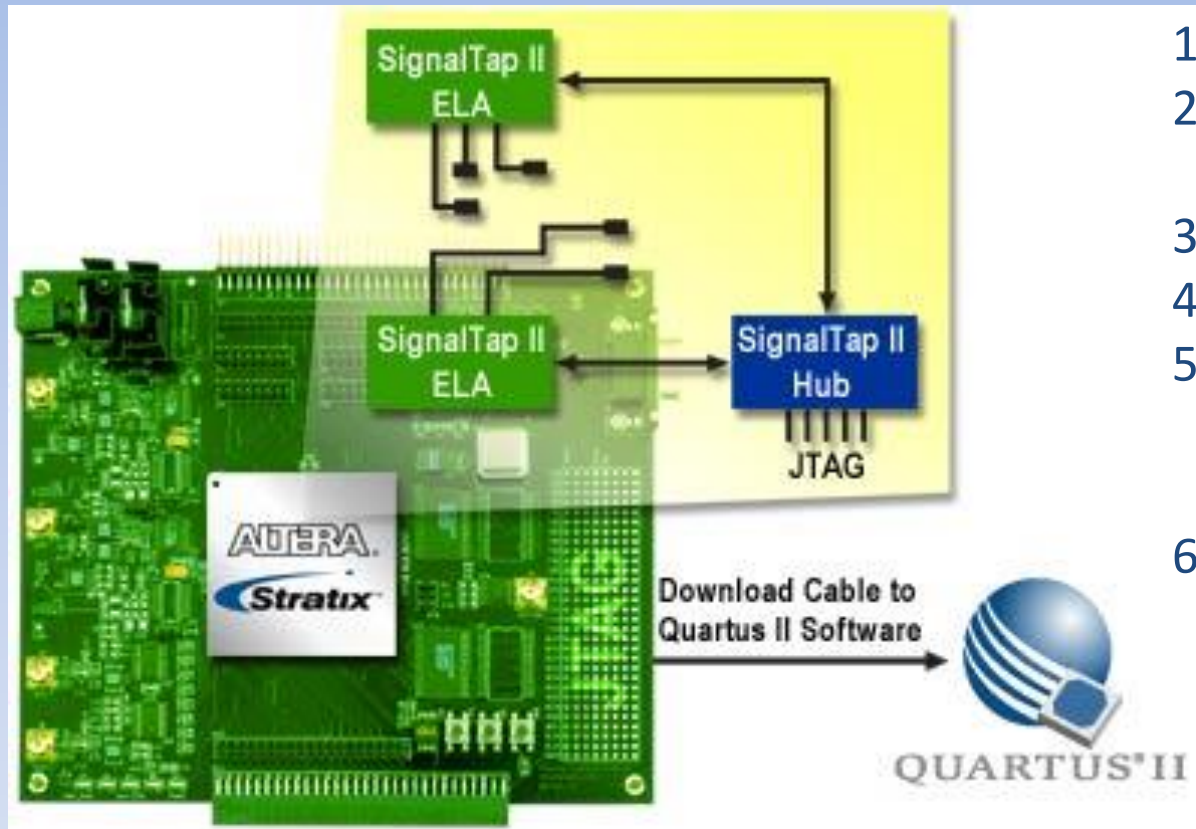 SignalTap II
ELA
SignalTap II
ELA
SignalTap II
Hub
JTAG
ALTERA
Stratix
JTAG
Download Cable to
Quartus II Software
QUARTUS® II
1
2
3
4
5
6